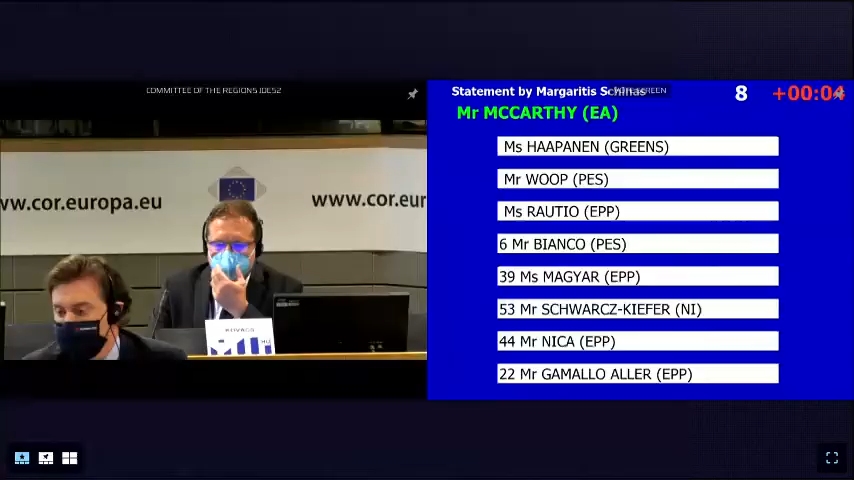 COMMITTEE OF THE REGIONS JDE52
Statement by Margaritis Schinas
8
+00:04
Mr MCCARTHY (EA)
Ms HAAPANEN (GREENS)
Mr WOOP (PES)
Ms RAUTIO (EPP)
6 Mr BIANCO (PES)
39 Ms MAGYAR (EPP)
53 Mr SCHWARCZ-KIEFER (NI)
44 Mr NICA (EPP)
22 Mr GAMALLO ALLER (EPP)
www.cor.europa.eu
www.cor.eur
KOVACS
HU